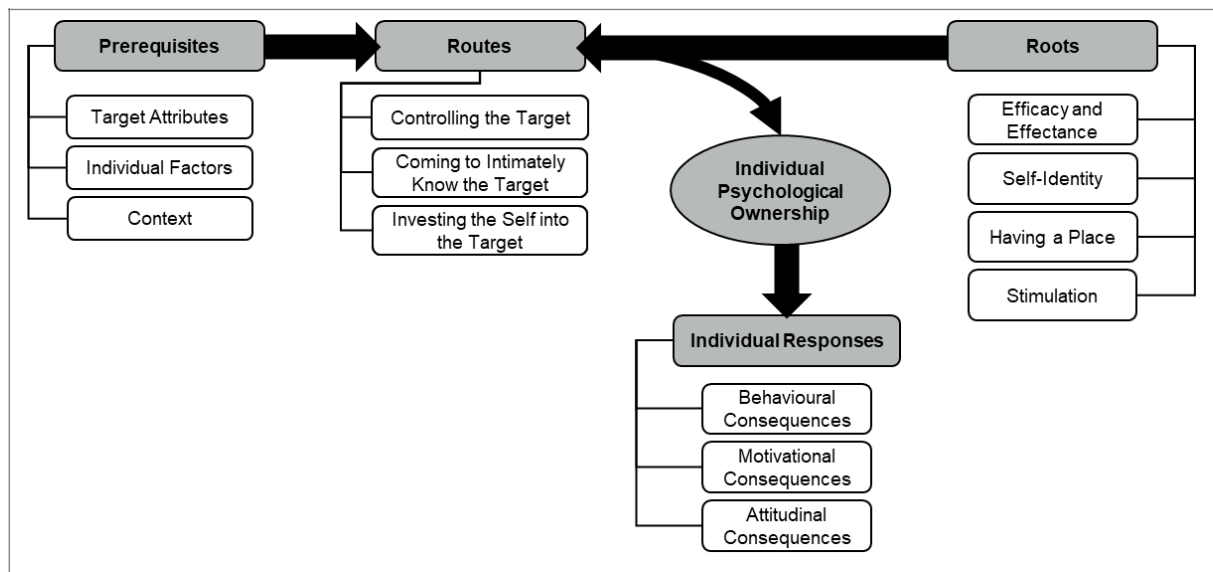 Prerequisites
Routes
Roots
Target Attributes
Individual Factors
Context
Controlling the Target
Coming to Intimately
Know the Target
Investing the Self into
the Target
Individual
Psychological
Ownership
Efficacy and
Effectance
Self-Identity
Having a Place
Stimulation
Individual Responses
Behavioural
Consequences
Motivational
Consequences
Attitudinal
Consequences